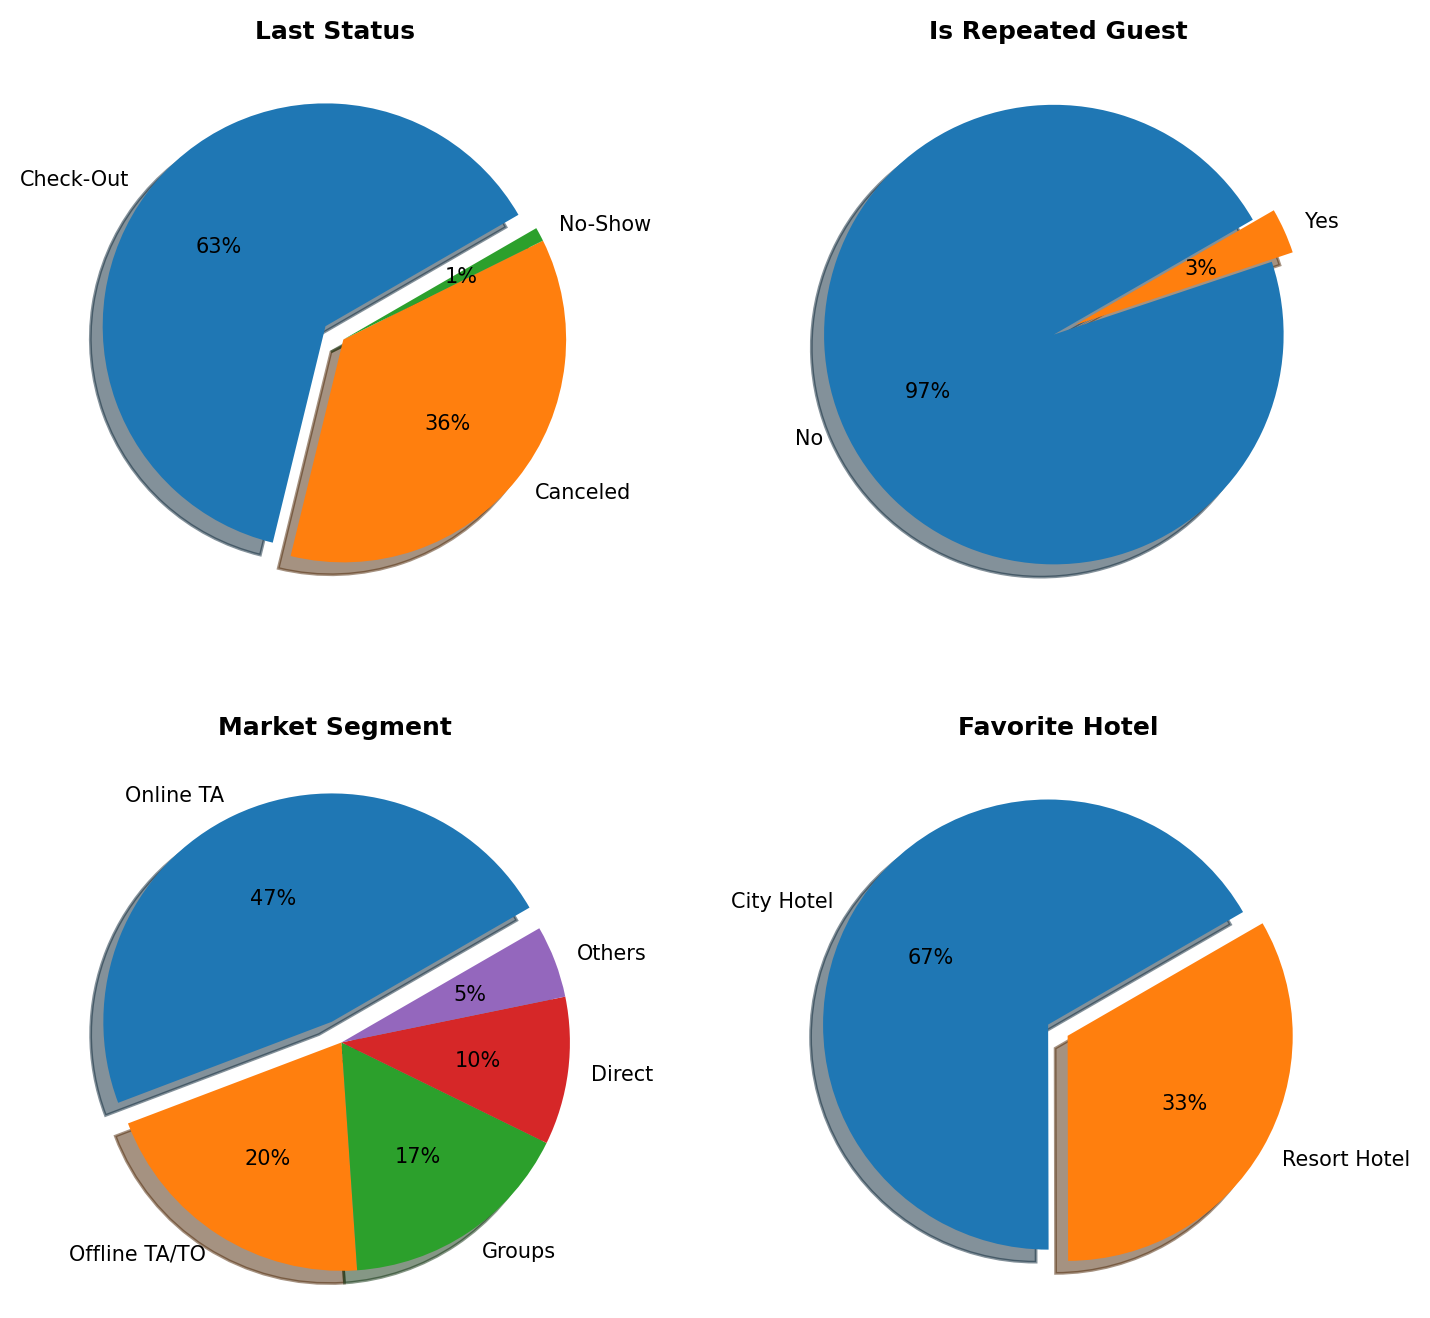 Last Status
Check-Out
63%
No-Show
1%
36%
Canceled
Is Repeated Guest
Yes
3%
97%
No
Market Segment
Online TA
47%
Others
5%
10%
Direct
20%
17%
Offline TA/TO
Groups
Favorite Hotel
City Hotel
67%
33%
Resort Hotel